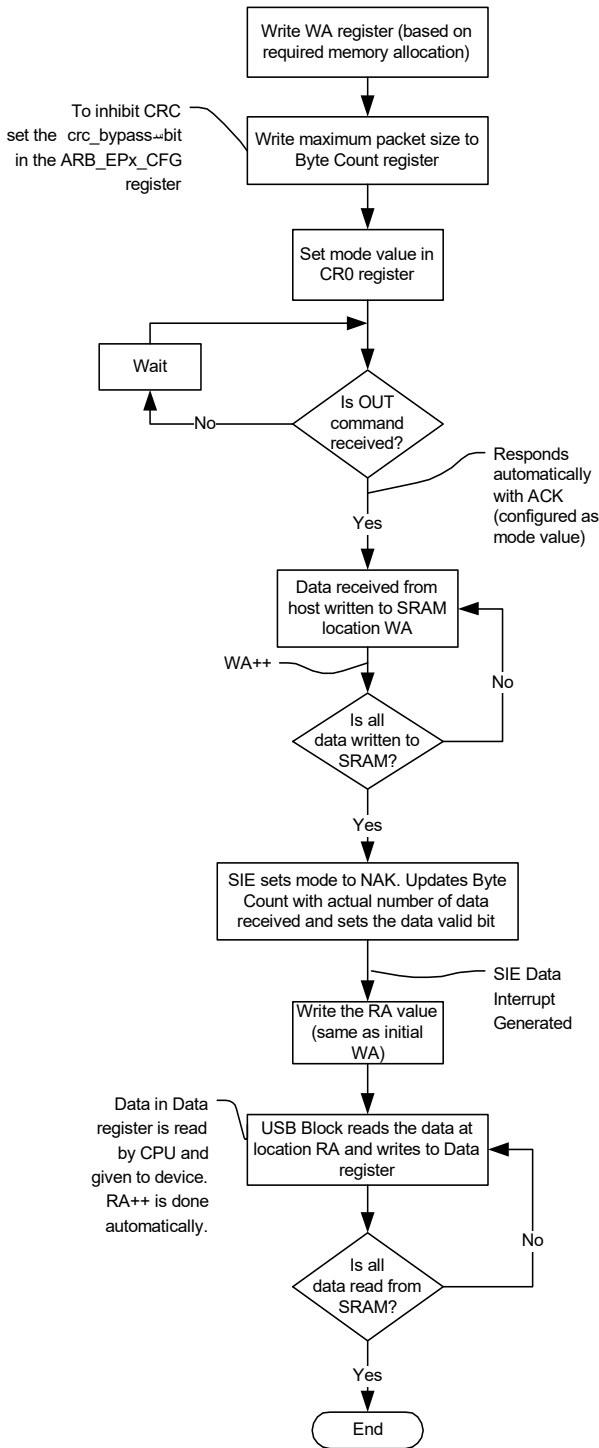 Write WA register (based on
required memory allocation)
To inhibit CRC
set the crc_bypass bit
in the ARB_EPx_CFG
register
Write maximum packet size to
Byte Count register
Set mode value in
CR0 register
Wait
Is OUT
command
received?
No
Responds
automatically
with ACK
(configured as
mode value)
Yes
Data received from
host written to SRAM
location WA
WA++
No
Is all
data written to
SRAM?
Yes
SIE sets mode to NAK. Updates Byte
Count with actual number of data
received and sets the data valid bit
SIE Data
Interrupt
Generated
Write the RA value
(same as initial
WA)
Data in Data
register is read
by CPU and
given to device.
RA++ is done
automatically.
USB Block reads the data at
location RA and writes to Data
register
No
Is all
data read from
SRAM?
Yes
End